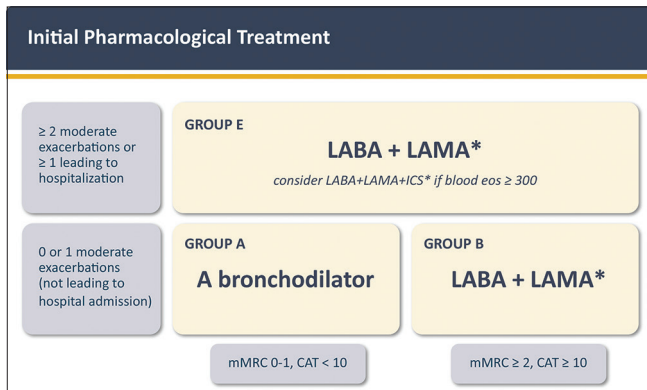 Initial Pharmacological Treatment
≥ 2 moderate
exacerbations or
≥ 1 leading to
hospitalization
GROUP E
LABA + LAMA*
consider LABA+LAMA+ICS* if blood eos ≥ 300
0 or 1 moderate
exacerbations
(not leading to
hospital admission)
GROUP A
A bronchodilator
GROUP B
LABA + LAMA*
mMRC 0-1, CAT < 10
mMRC ≥ 2, CAT ≥ 10